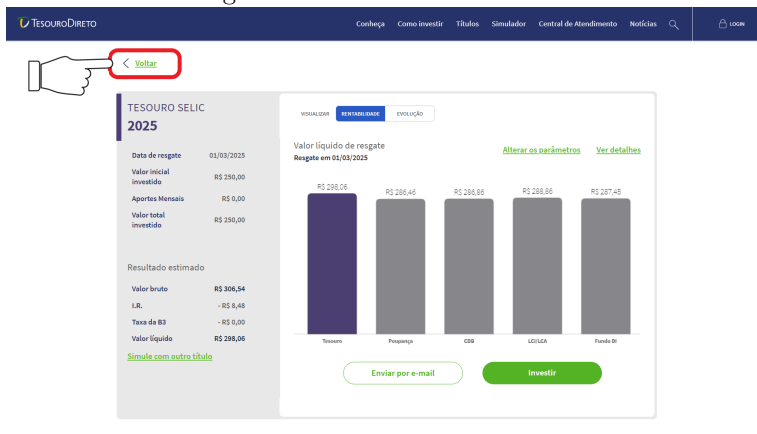 TesouroDireto
Conheça Como investir Títulos Simulador Central de Atendimento Notícias LOGIN
Voltar
TESOURO SELIC
2025
Data de resgate 01/03/2025
Valor inicial
investido R$ 250,00
Aportes Mensais R$ 0,00
Valor total
investido R$ 250,00
Resultado estimado
Valor bruto R$ 306,54
I.R. - R$ 8,48
Taxa da B3 - R$ 0,00
Valor líquido R$ 298,06
Simule com outro título
VISUALIZAR RENTABILIDADE EVOLUÇÃO
Valor líquido de resgate
Resgate em 01/03/2025
Alterar os parâmetros Ver detalhes
R$ 298,06 R$ 286,46 R$ 286,86 R$ 288,86 R$ 287,45
Tesouro Poupança CDB LCI/LCA Fundo DI
Enviar por e-mail Investir